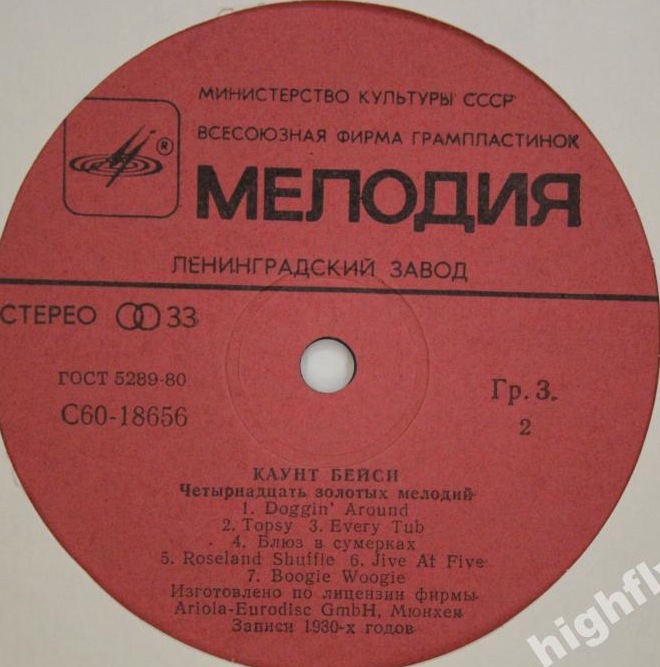 МИНИСТЕРСТВО КУЛЬТУРЫ СССР
ВСЕСОЮЗНАЯ ФИРМА ГРАМПЛАСТИНОК
®
МЕЛОДИЯ
ЛЕНИНГРАДСКИЙ ЗАВОД
СТЕРЕО 33
ГОСТ 5289-80
С60-18656
Гр. 3.
2
КАУНТ БЕЙСИ
Четырнадцать золотых мелодий
1. Doggin' Around
2. Topsy 3. Every Tub
4. Блюз в сумерках
5. Roseland Shuffle 6. Jive At Five
7. Boogie Woogie
Изготовлено по лицензии фирмы
Ariola-Eurodisc GmbH, Мюнхен
Записи 1930-х годов